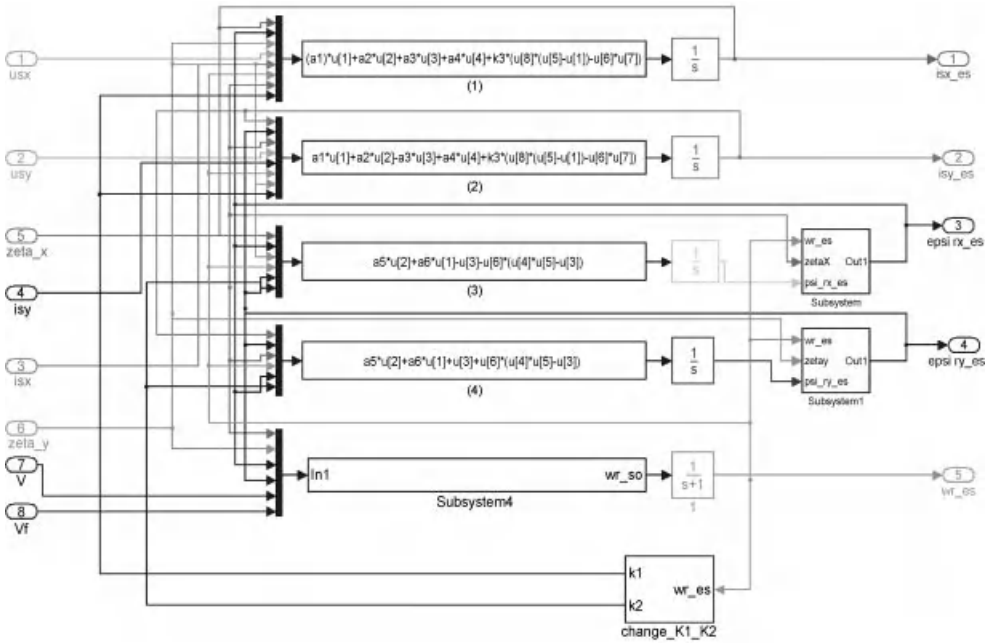 1
usx
(a1)*u[1]+a2*u[2]+a3*u[3]+a4*u[4]+k3*(u[8]*(u[5]-u[1])-u[6]*u[7])
(1)
1
s
1
isx_es
2
usy
a1*u[1]+a2*u[2]-a3*u[3]+a4*u[4]+k3*(u[8]*(u[5]-u[1])-u[6]*u[7])
(2)
1
s
2
isy_es
5
zeta_x
a5*u[2]+a6*u[1]-u[3]-u[6]*(u[4]*u[5]-u[3])
(3)
1
s
wr_es
zetaX
psi_rx_es
Out1
Subsystem
3
epsi rx_es
4
isy
3
isx
a5*u[2]+a6*u[1]+u[3]+u[6]*(u[4]*u[5]-u[3])
(4)
1
s
wr_es
zetay
psi_ry_es
Out1
Subsystem1
4
epsi ry_es
6
zeta_y
7
V
8
Vf
In1
wr_so
Subsystem4
1
s+1
1
5
wr_es
k1
k2
wr_es
change_K1_K2